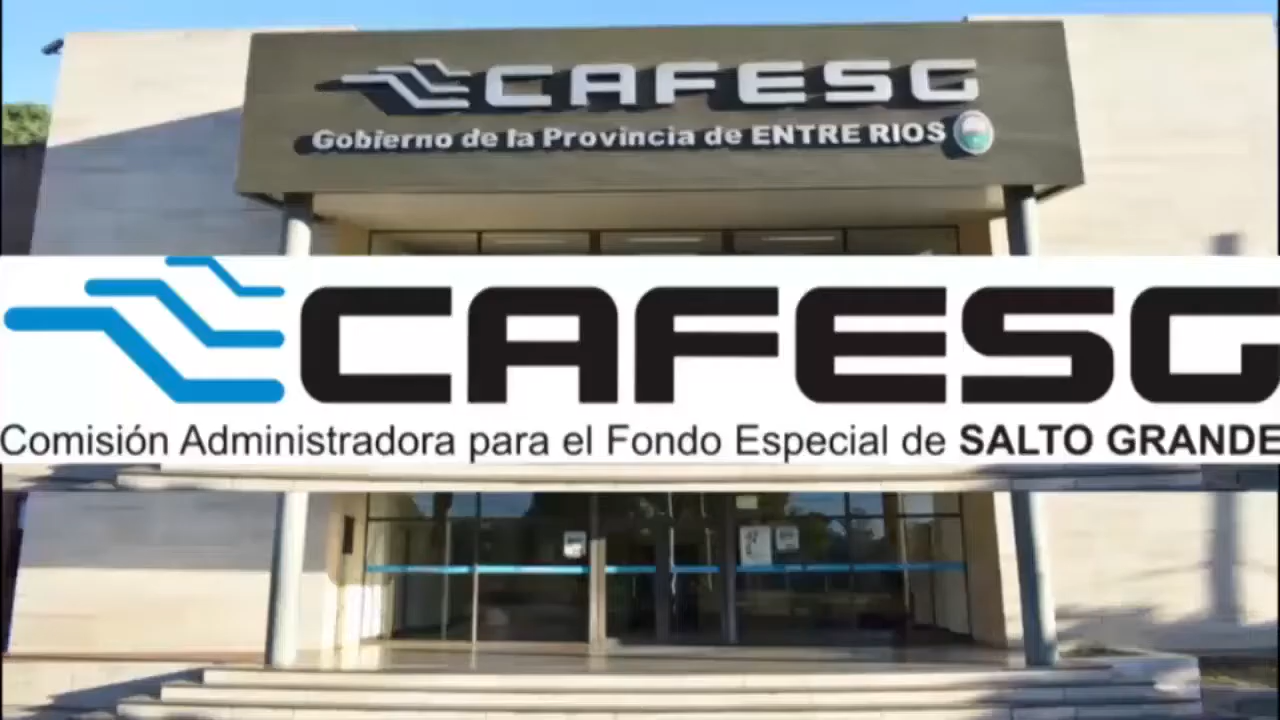 CAFESG
Gobierno de la Provincia de ENTRE RIOS
CAFESG
Comisión Administradora para el Fondo Especial de SALTO GRANDE